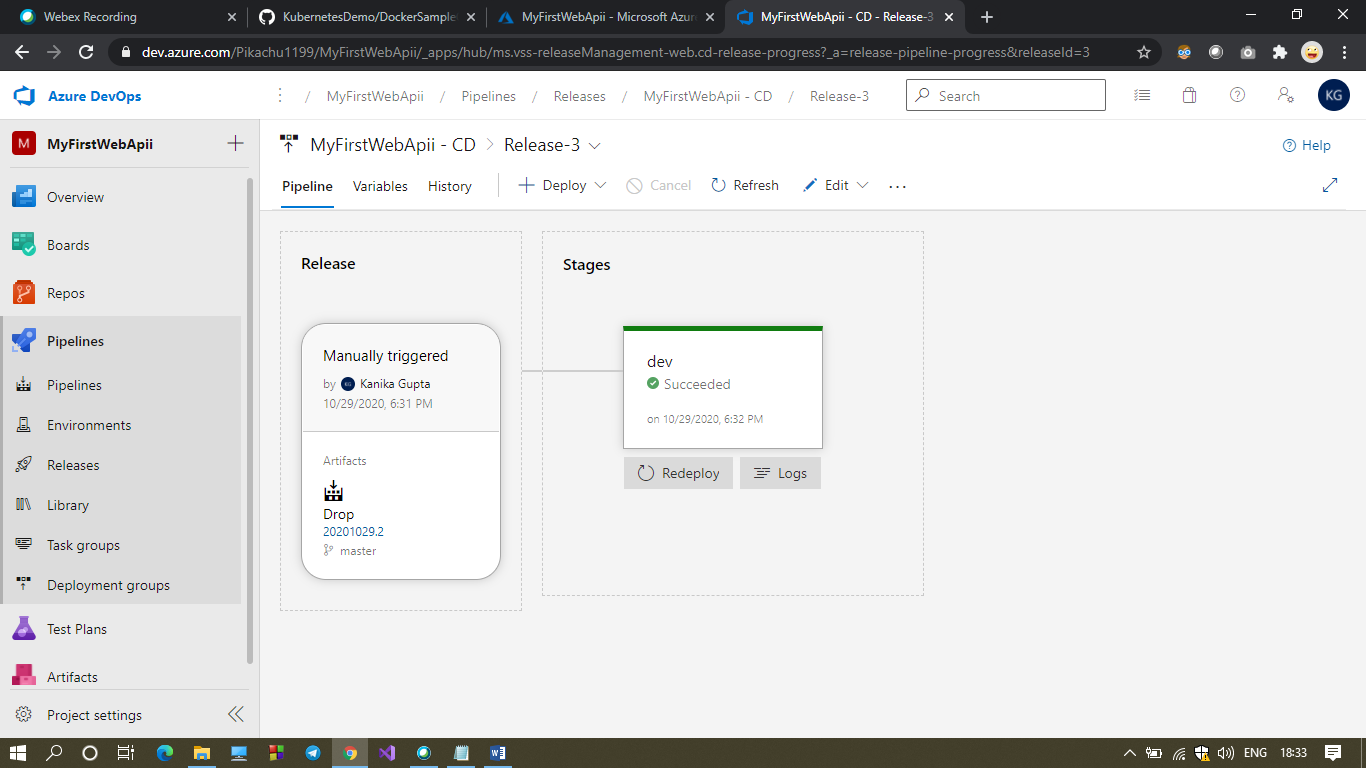 Webex Recording
KubernetesDemo/DockerSample
MyFirstWebApii - Microsoft Azur
MyFirstWebApii - CD - Release-3
dev.azure.com/Pikachu1199/MyFirstWebApii/_apps/hub/ms.vss-releaseManagement-web.cd-release-progress?_a=release-pipeline-progress&releaseId=3
Azure DevOps
/ MyFirstWebApii / Pipelines / Releases / MyFirstWebApii - CD / Release-3
Search
KG
M MyFirstWebApii
Overview
Boards
Repos
Pipelines
Pipelines
Environments
Releases
Library
Task groups
Deployment groups
Test Plans
Artifacts
Project settings
MyFirstWebApii - CD > Release-3
Help
Pipeline Variables History
Deploy Cancel Refresh Edit ...
Release
Manually triggered
by KG Kanika Gupta
10/29/2020, 6:31 PM
Artifacts
Drop
20201029.2
master
Stages
dev
Succeeded
on 10/29/2020, 6:32 PM
Redeploy
Logs
ENG 18:33